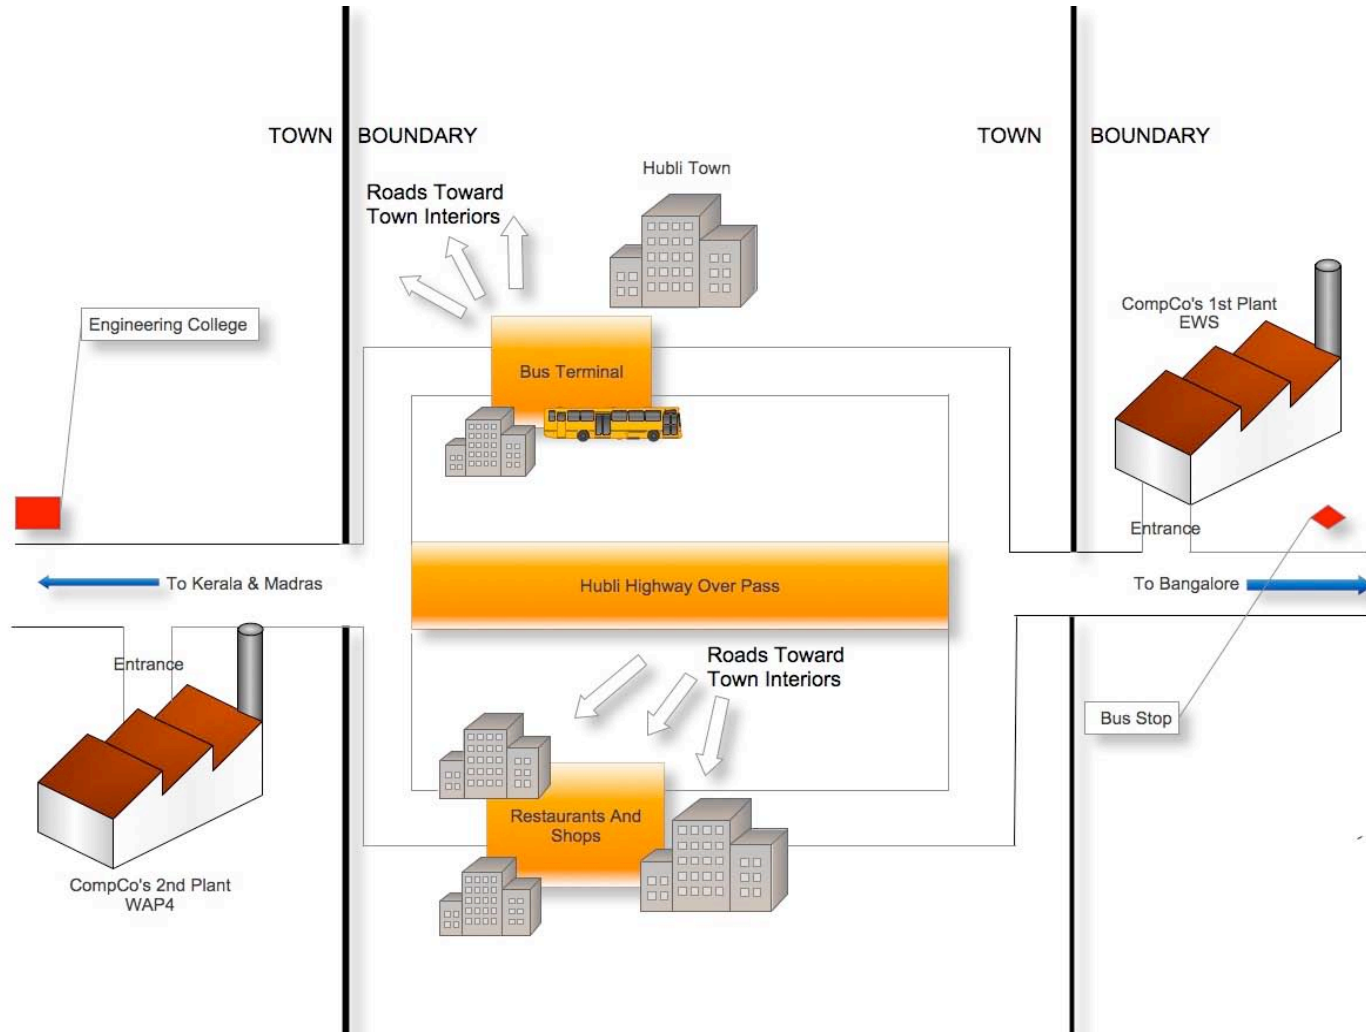 TOWN BOUNDARY
TOWN BOUNDARY
Hubli Town
Roads Toward
Town Interiors
CompCo's 1st Plant
EWS
Engineering College
Bus Terminal
Entrance
To Kerala & Madras
Hubli Highway Over Pass
To Bangalore
Entrance
Roads Toward
Town Interiors
Bus Stop
Restaurants And
Shops
CompCo's 2nd Plant
WAP4